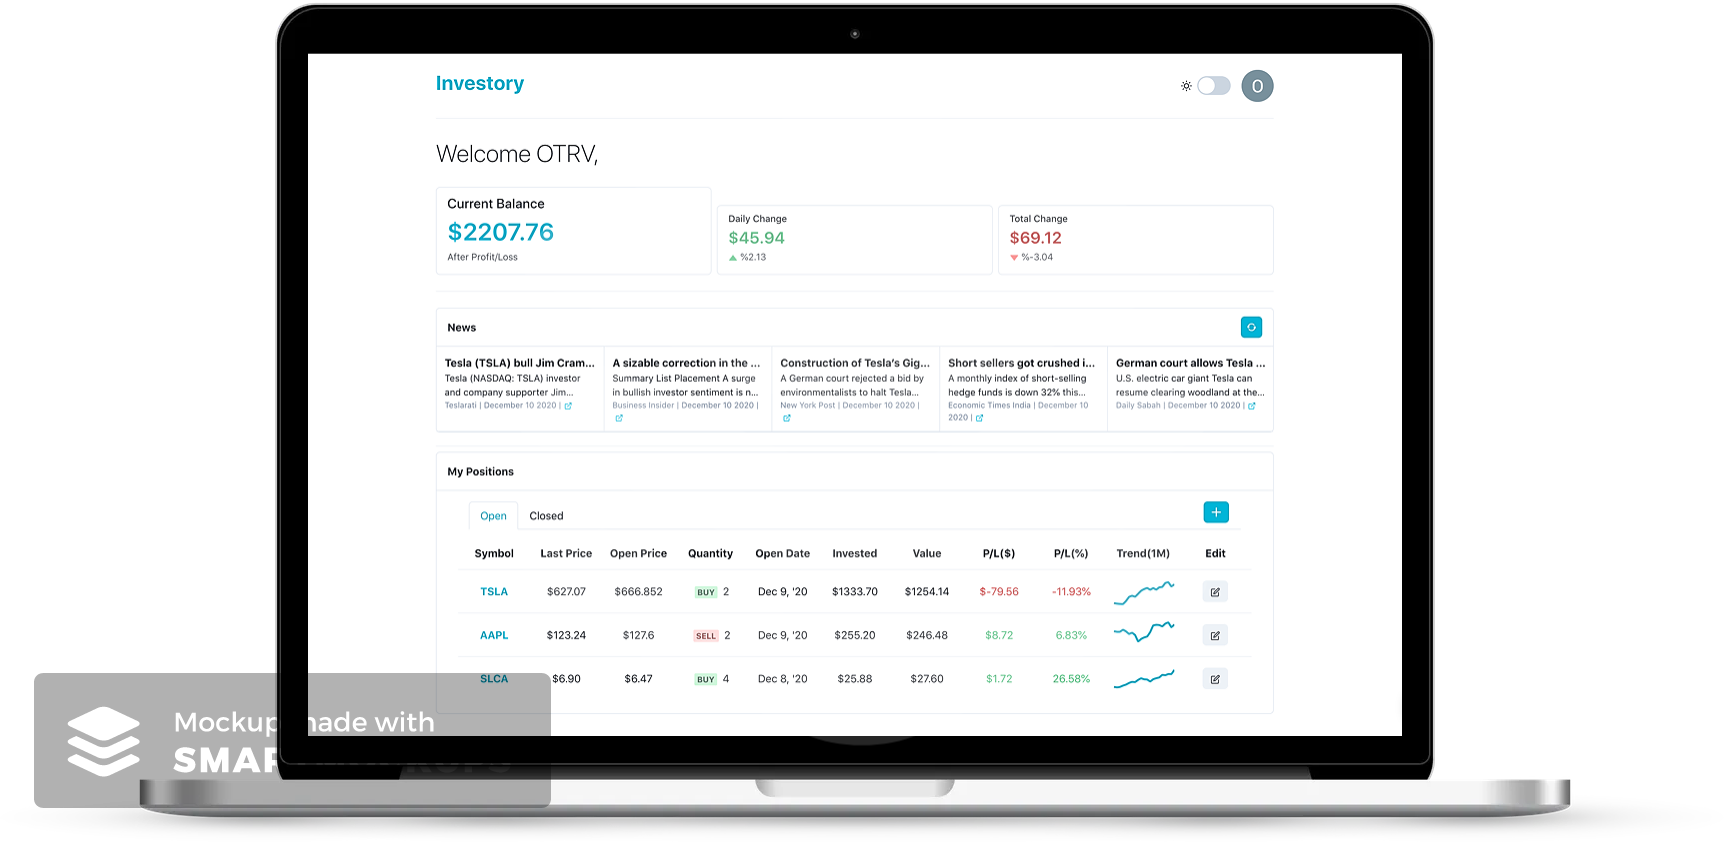 Investory
O
Welcome OTRV,
Current Balance
$2207.76
After Profit/Loss
Daily Change
$45.94
%2.13
Total Change
$69.12
%-3.04
News
Tesla (TSLA) bull Jim Cram...
Tesla (NASDAQ: TSLA) investor
and company supporter Jim...
Teslarati | December 10 2020 |
A sizable correction in the ...
Summary List Placement A surge
in bullish investor sentiment is n...
Business Insider | December 10 2020 |
Construction of Tesla's Gig...
A German court rejected a bid by
environmentalists to halt Tesla...
New York Post | December 10 2020 |
Short sellers got crushed i...
A monthly index of short-selling
hedge funds is down 32% this...
Economic Times India | December 10
2020 |
German court allows Tesla ...
U.S. electric car giant Tesla can
resume clearing woodland at the...
Daily Sabah | December 10 2020 |
My Positions
Open Closed +
Symbol Last Price Open Price Quantity Open Date Invested Value P/L($) P/L(%) Trend(1M) Edit
TSLA $627.07 $666.852 BUY 2 Dec 9, '20 $1333.70 $1254.14 $-79.56 -11.93%
AAPL $123.24 $127.6 SELL 2 Dec 9, '20 $255.20 $246.48 $8.72 6.83%
SLCA $6.90 $6.47 BUY 4 Dec 8, '20 $25.88 $27.60 $1.72 26.58%
Mockup made with